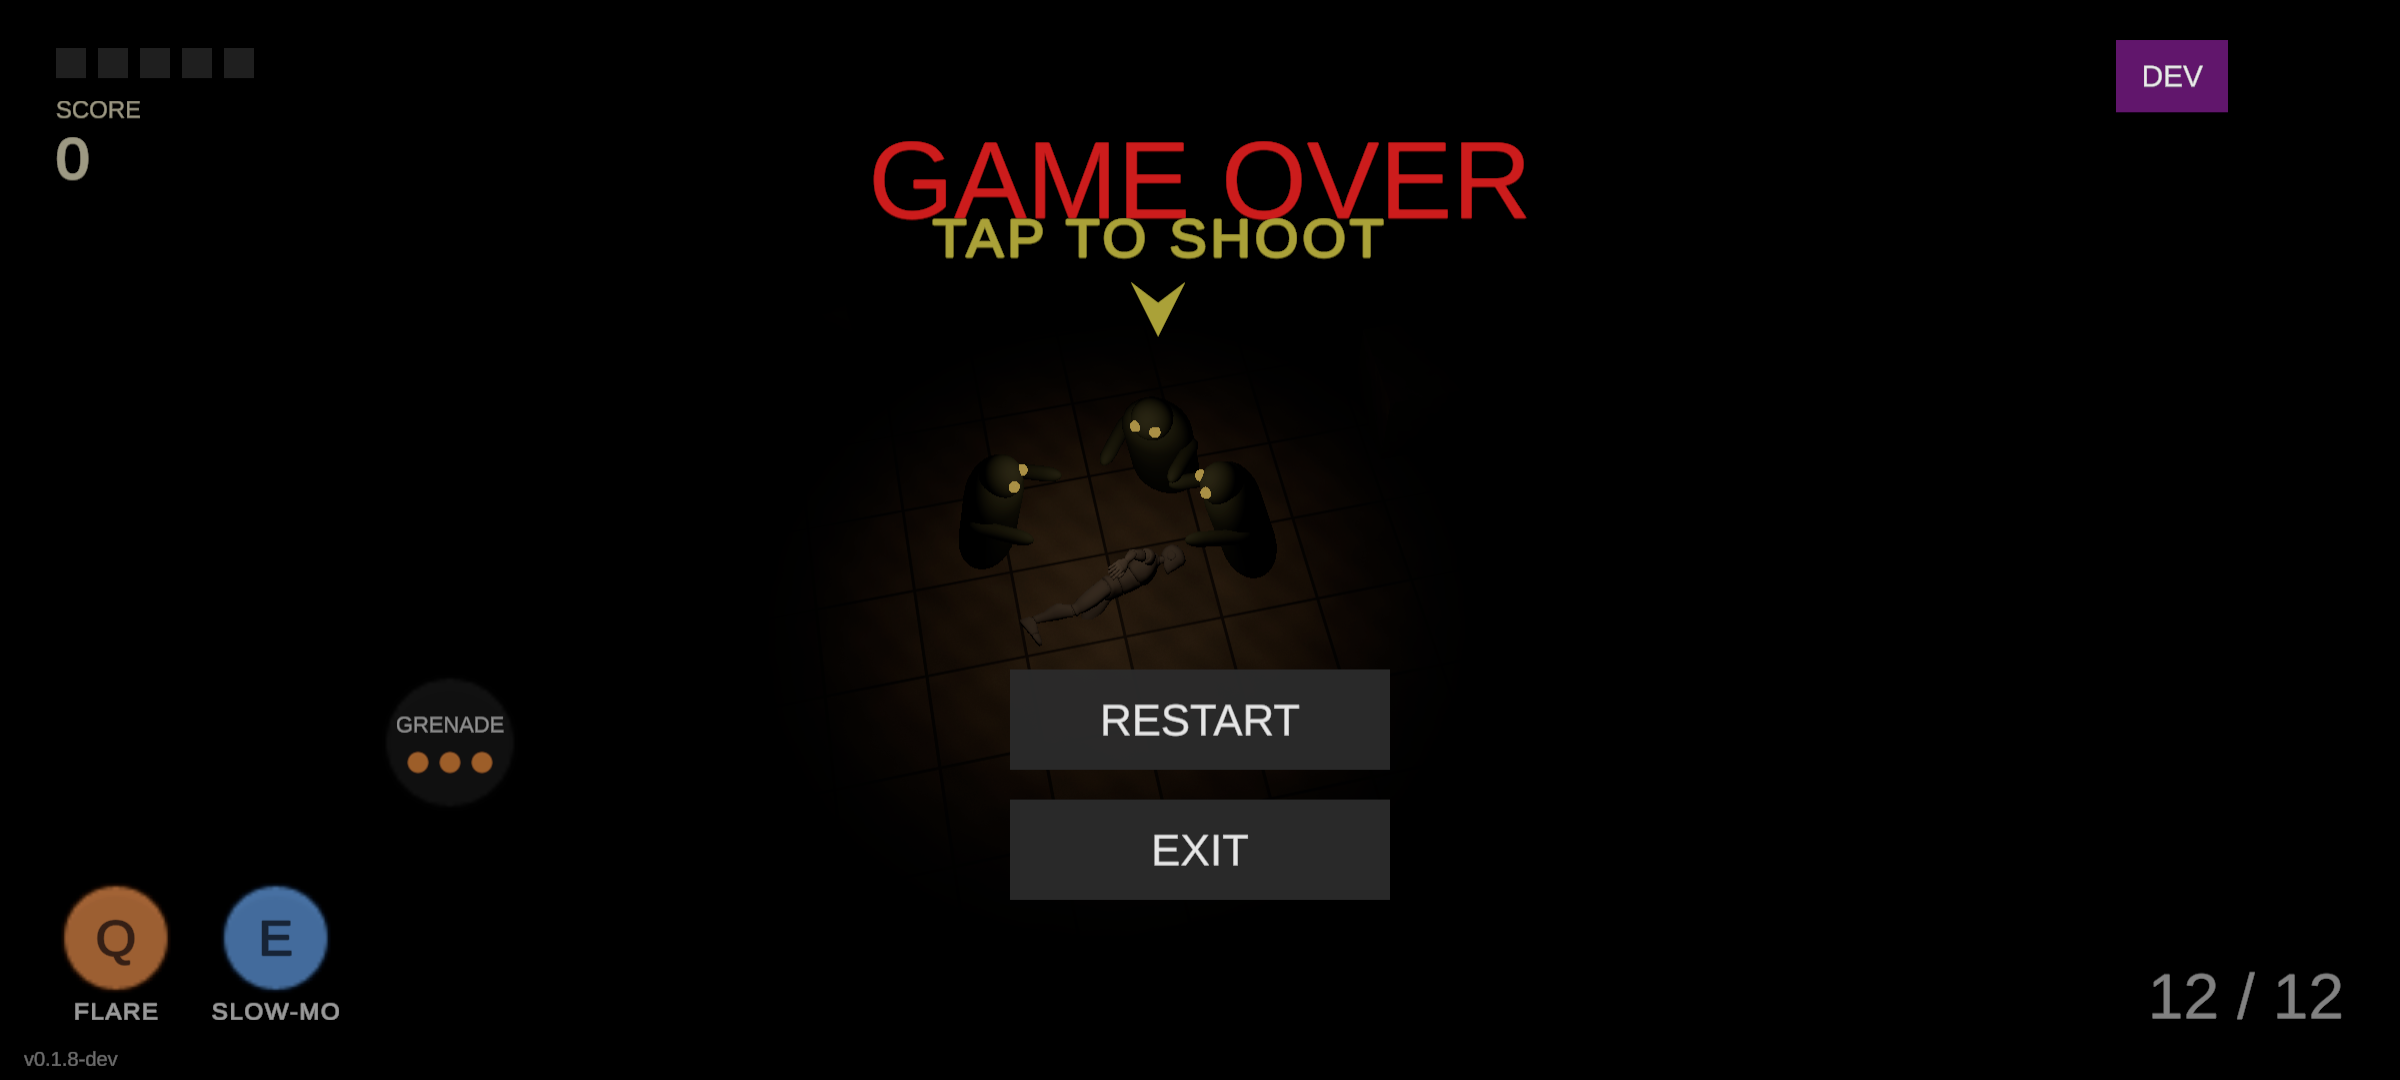 SCORE
0
DEV
GAME OVER
TAP TO SHOOT
GRENADE
RESTART
EXIT
Q
E
FLARE
SLOW-MO
12 / 12
v0.1.8-dev